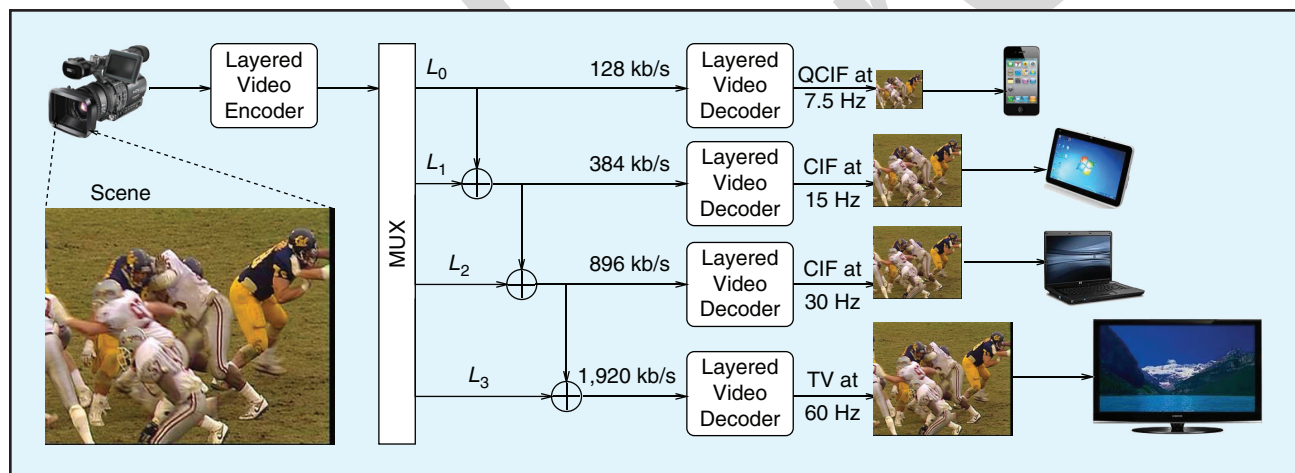 Layered
Video
Encoder
Scene
MUX
L0
128 kb/s
Layered
Video
Decoder
QCIF at
7.5 Hz
L1
384 kb/s
Layered
Video
Decoder
CIF at
15 Hz
L2
896 kb/s
Layered
Video
Decoder
CIF at
30 Hz
L3
1,920 kb/s
Layered
Video
Decoder
TV at
60 Hz